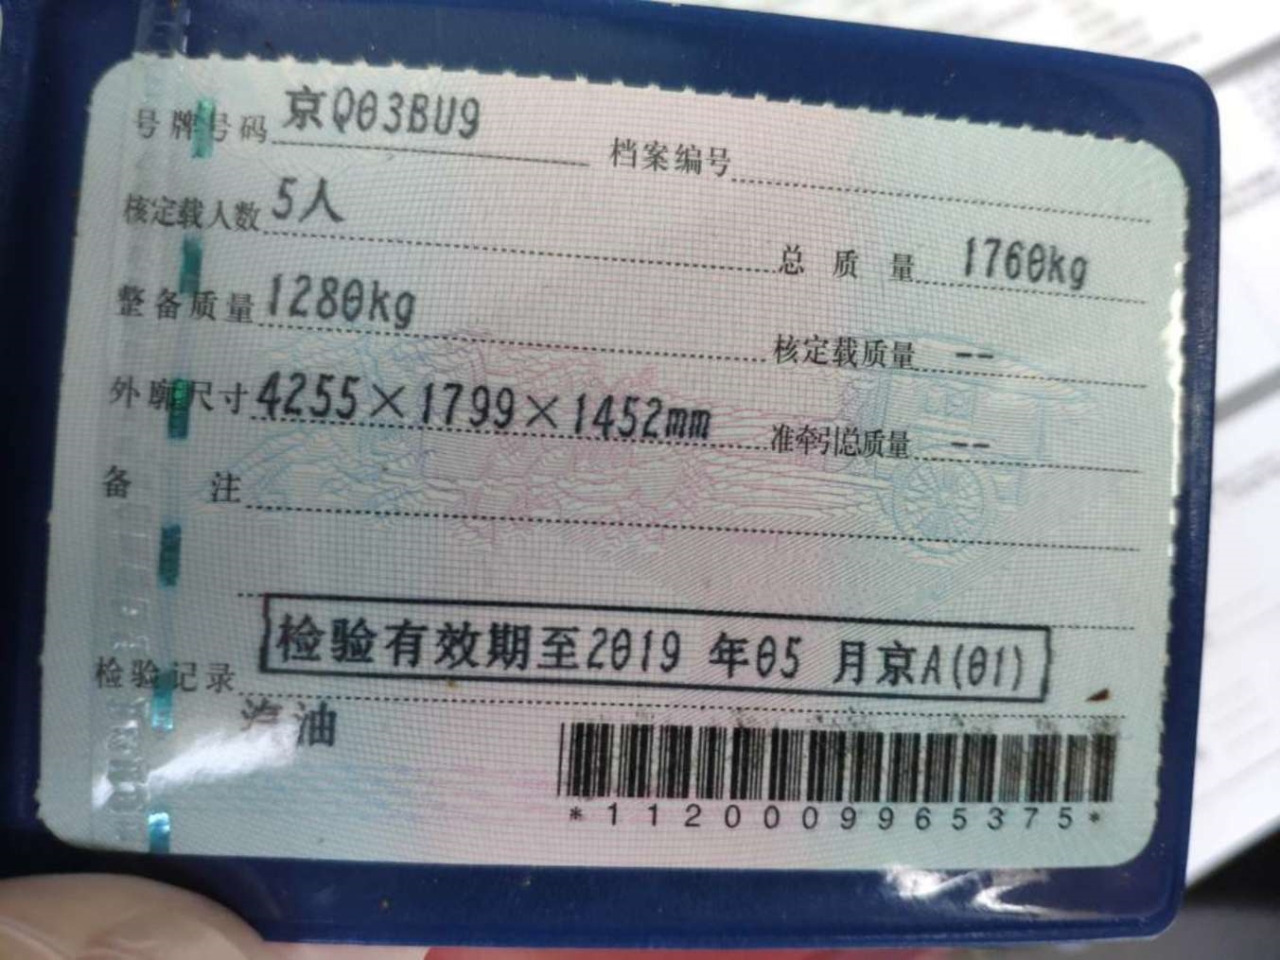 号牌号码 京Q03BU9 档案编号
核定载人数 5人 总质量 1760kg
整备质量 1280kg 核定载质量 --
外廓尺寸 4255×1799×1452mm 准牵引总质量 --
备注
检验记录 检验有效期至2019年05月京A(01)
汽油
*1120009965375*